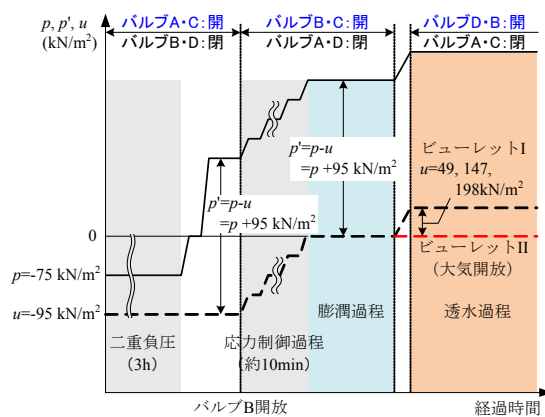 p, p', u
(kN/m²)
バルブA・C:開
バルブB・D:閉
バルブB・C:開
バルブA・D:閉
バルブD・B:開
バルブA・C:閉
p'=p-u
=p +95 kN/m²
p'=p-u
=p +95 kN/m²
ビューレットI
u=49, 147,
198kN/m²
0
ビューレットII
(大気開放)
p=-75 kN/m²
u=-95 kN/m²
二重負圧
(3h)
応力制御過程
(約10min)
膨潤過程
透水過程
バルブB開放
経過時間